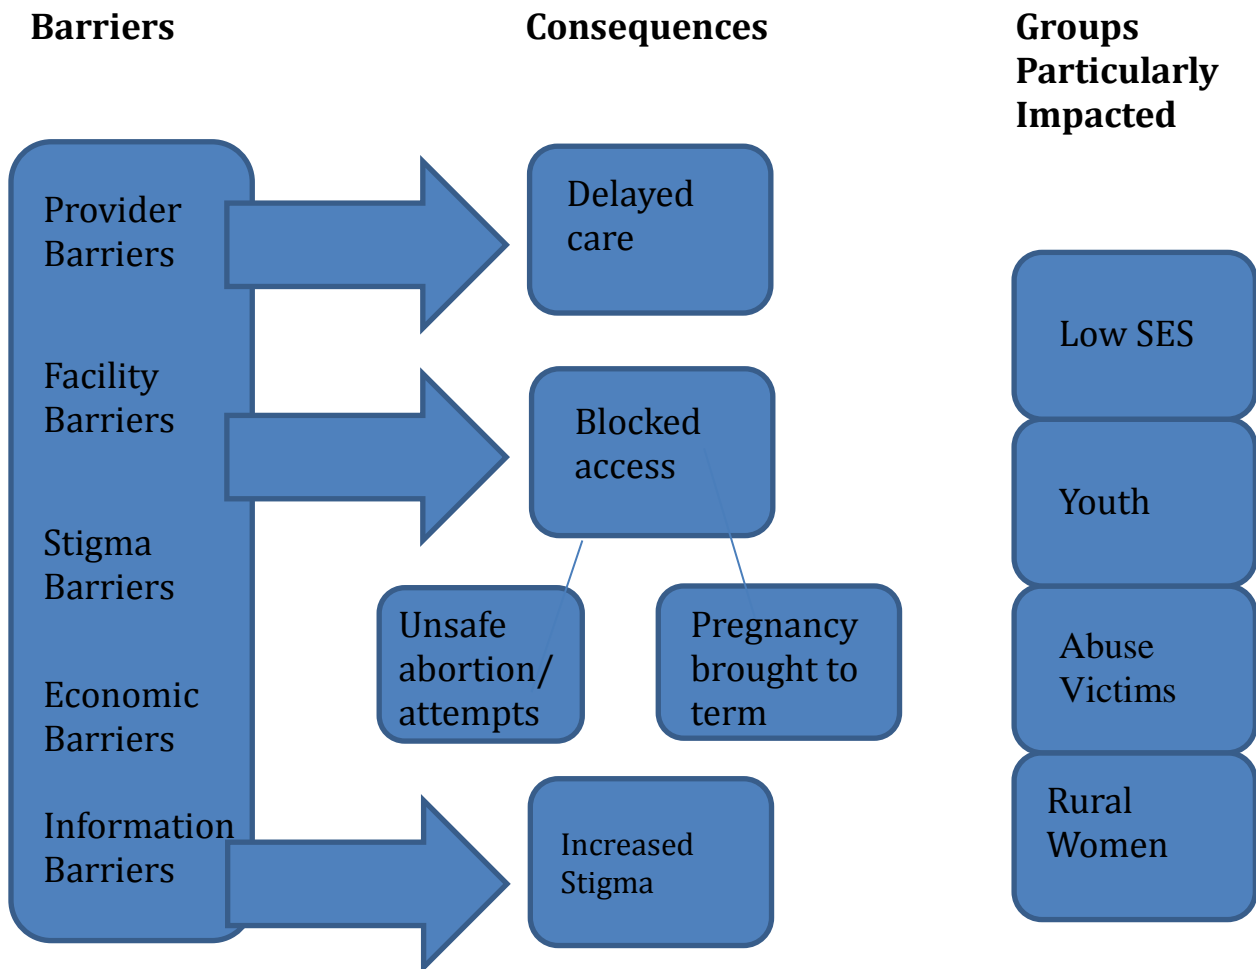 Barriers
Consequences
Groups
Particularly
Impacted
Provider
Barriers
Facility
Barriers
Stigma
Barriers
Economic
Barriers
Information
Barriers
Delayed
care
Blocked
access
Unsafe
abortion/
attempts
Pregnancy
brought to
term
Increased
Stigma
Low SES
Youth
Abuse
Victims
Rural
Women